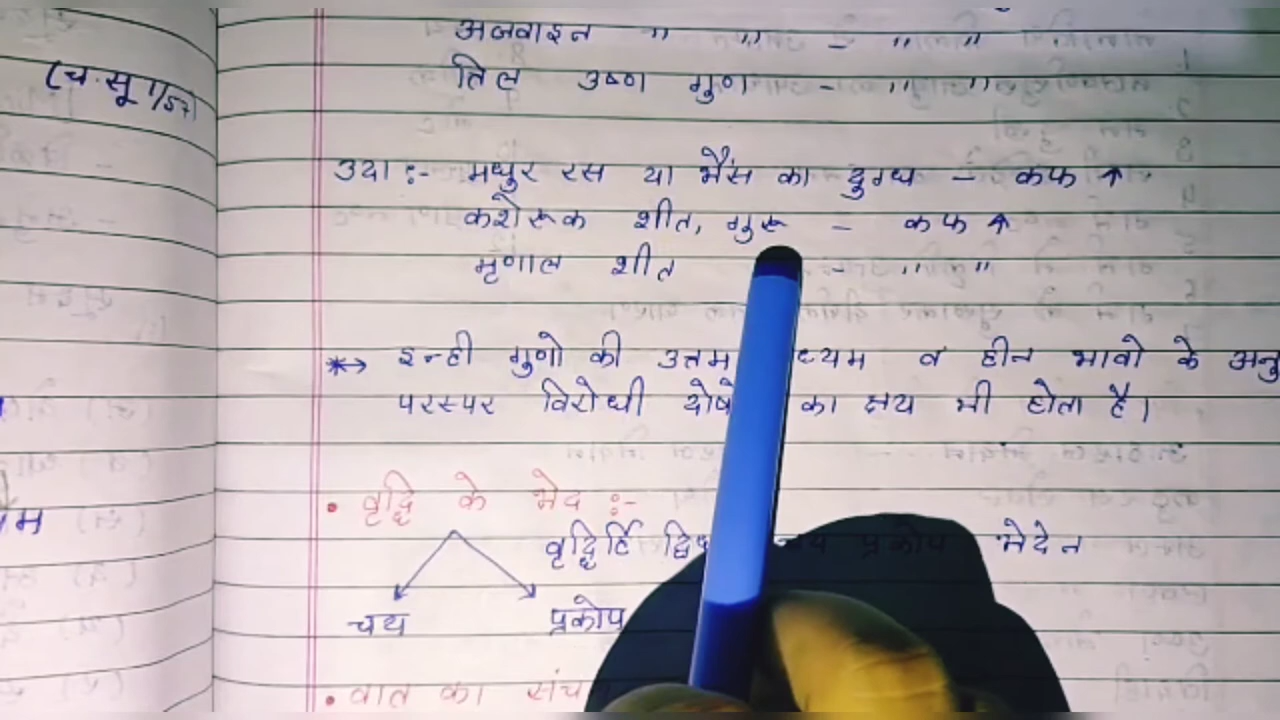 अजवाइन " " - " "
(च. सू 1/57)
तिल उष्ण गुण - " "
उदा :- मधुर रस या भैंस का दुग्ध - कफ ↑
कशेरूक शीत, गुरू - कफ ↑
मृणाल शीत - " "
*→ इन्ही गुणो की उत्तम ध्यम व हीन भावो के अनु
परस्पर विरोधी दोषो का क्षय भी होता है।
• वृद्धि के भेद :-
वृद्धिर्हि द्वि चय प्रकोप भेदेन
चय प्रकोप
• वात का संच